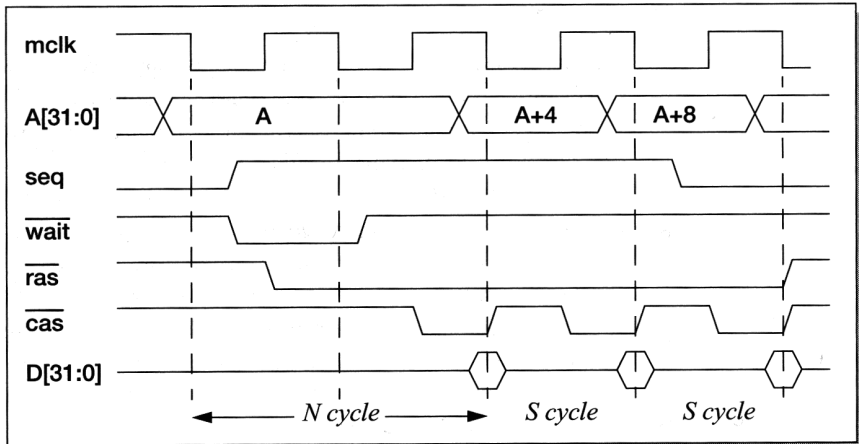 mclk
A[31:0] A A+4 A+8
seq
wait
ras
cas
D[31:0]
N cycle S cycle S cycle